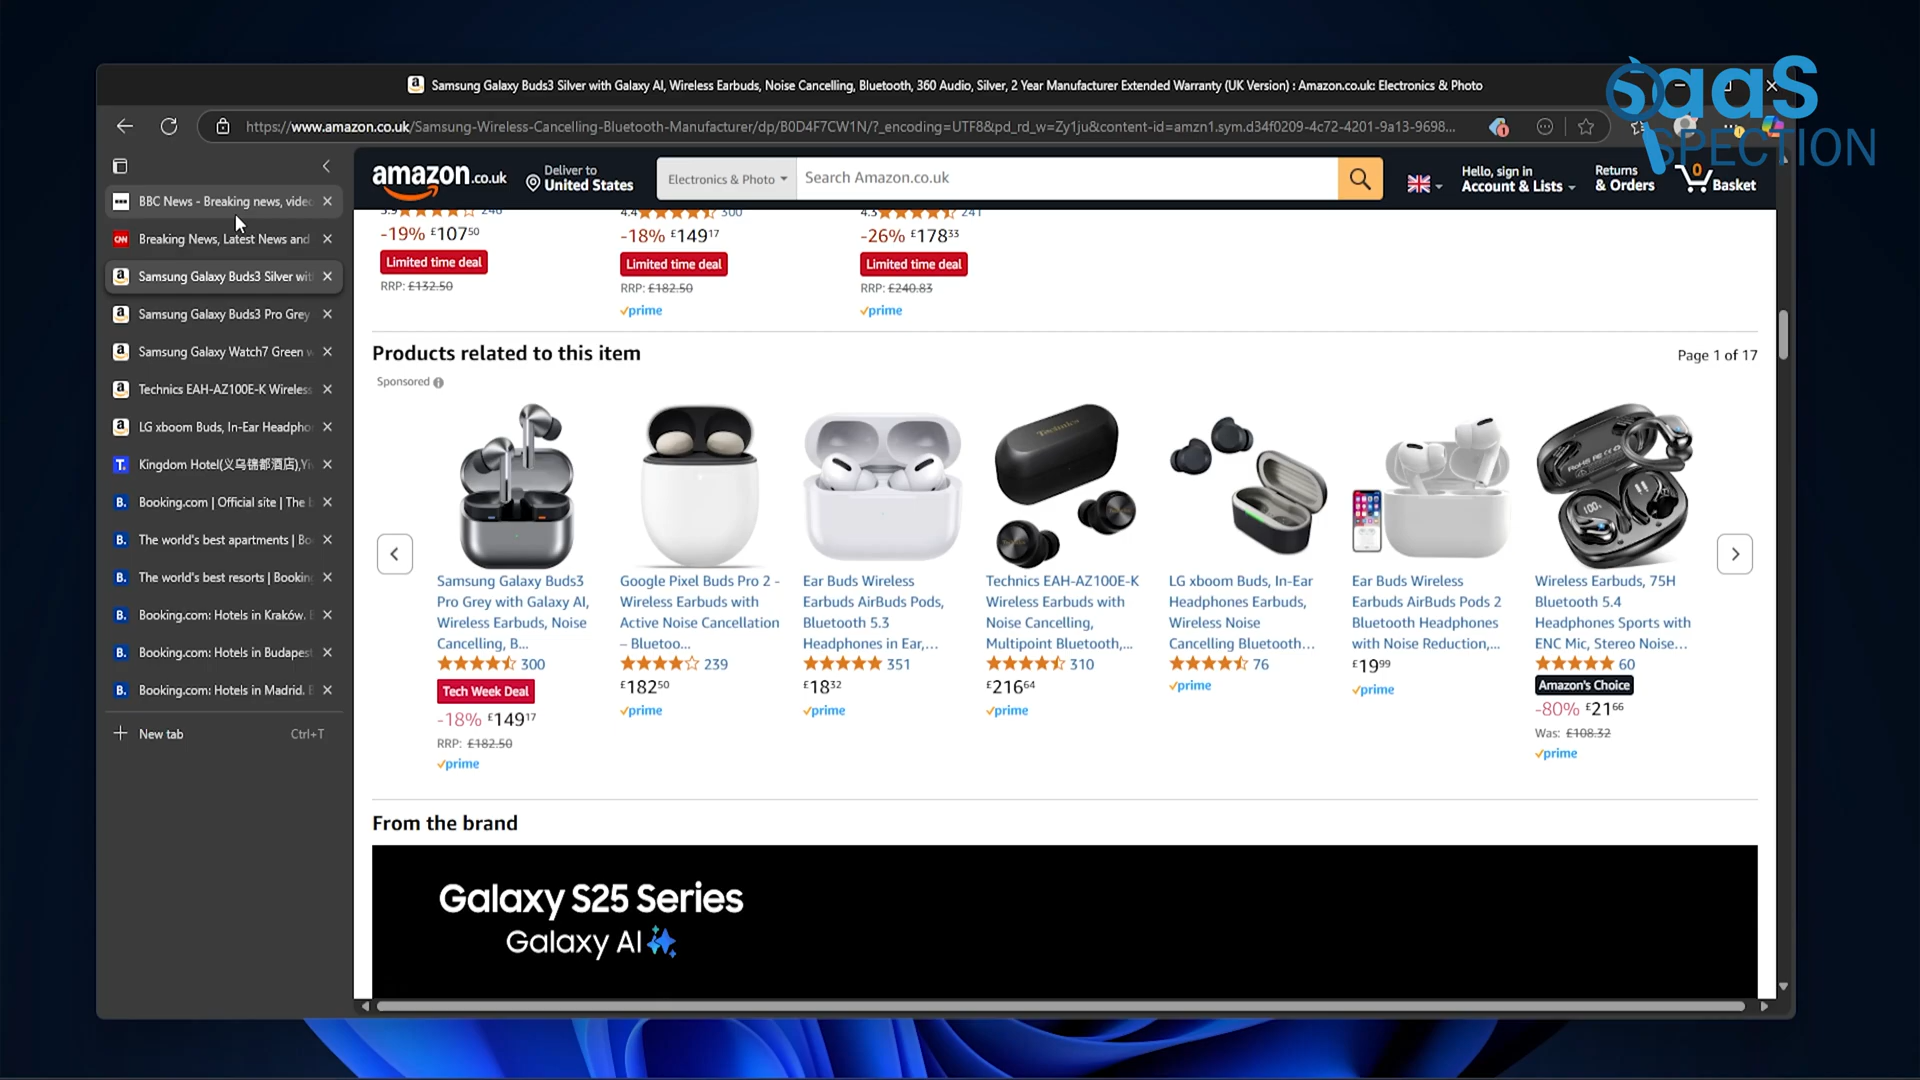 Samsung Galaxy Buds3 Silver with Galaxy AI, Wireless Earbuds, Noise Cancelling, Bluetooth, 360 Audio, Silver, 2 Year Manufacturer Extended Warranty (UK Version) : Amazon.co.uk: Electronics & Photo
SaaS
SPECTION
https://www.amazon.co.uk/Samsung-Wireless-Cancelling-Bluetooth-Manufacturer/dp/B0D4F7CW1N/?_encoding=UTF8&pd_rd_w=Zy1ju&content-id=amzn1.sym.d34f0209-4c72-4201-9a13-9698...
BBC News - Breaking news, video
Breaking News, Latest News and
Samsung Galaxy Buds3 Silver wit
Samsung Galaxy Buds3 Pro Grey
Samsung Galaxy Watch7 Green w
Technics EAH-AZ100E-K Wireless
LG xboom Buds, In-Ear Headpho
Kingdom Hotel(义乌锦都酒店),Yiv
Booking.com | Official site | The b
The world's best apartments | Bo
The world's best resorts | Booking
Booking.com: Hotels in Kraków. B
Booking.com: Hotels in Budapest
Booking.com: Hotels in Madrid. B
New tab Ctrl+T
amazon.co.uk
Deliver to
United States
Electronics & Photo
Search Amazon.co.uk
Hello, sign in
Account & Lists
Returns
& Orders
0
Basket
3.9 246
-19% £107.50
Limited time deal
RRP: £132.50
4.4 300
-18% £149.17
Limited time deal
RRP: £182.50
prime
4.3 241
-26% £178.33
Limited time deal
RRP: £240.83
prime
Products related to this item
Page 1 of 17
Sponsored
Samsung Galaxy Buds3
Pro Grey with Galaxy AI,
Wireless Earbuds, Noise
Cancelling, B...
300
Tech Week Deal
-18% £149.17
RRP: £182.50
prime
Google Pixel Buds Pro 2 -
Wireless Earbuds with
Active Noise Cancellation
– Bluetoo...
239
£182.50
prime
Ear Buds Wireless
Earbuds AirBuds Pods,
Bluetooth 5.3
Headphones in Ear,...
351
£18.32
prime
Technics
Technics EAH-AZ100E-K
Wireless Earbuds with
Noise Cancelling,
Multipoint Bluetooth,...
310
£216.64
prime
LG xboom Buds, In-Ear
Headphones Earbuds,
Wireless Noise
Cancelling Bluetooth...
76
prime
Ear Buds Wireless
Earbuds AirBuds Pods 2
Bluetooth Headphones
with Noise Reduction,...
£19.99
prime
Wireless Earbuds, 75H
Bluetooth 5.4
Headphones Sports with
ENC Mic, Stereo Noise...
60
Amazon's Choice
-80% £21.66
Was: £108.32
prime
From the brand
Galaxy S25 Series
Galaxy AI